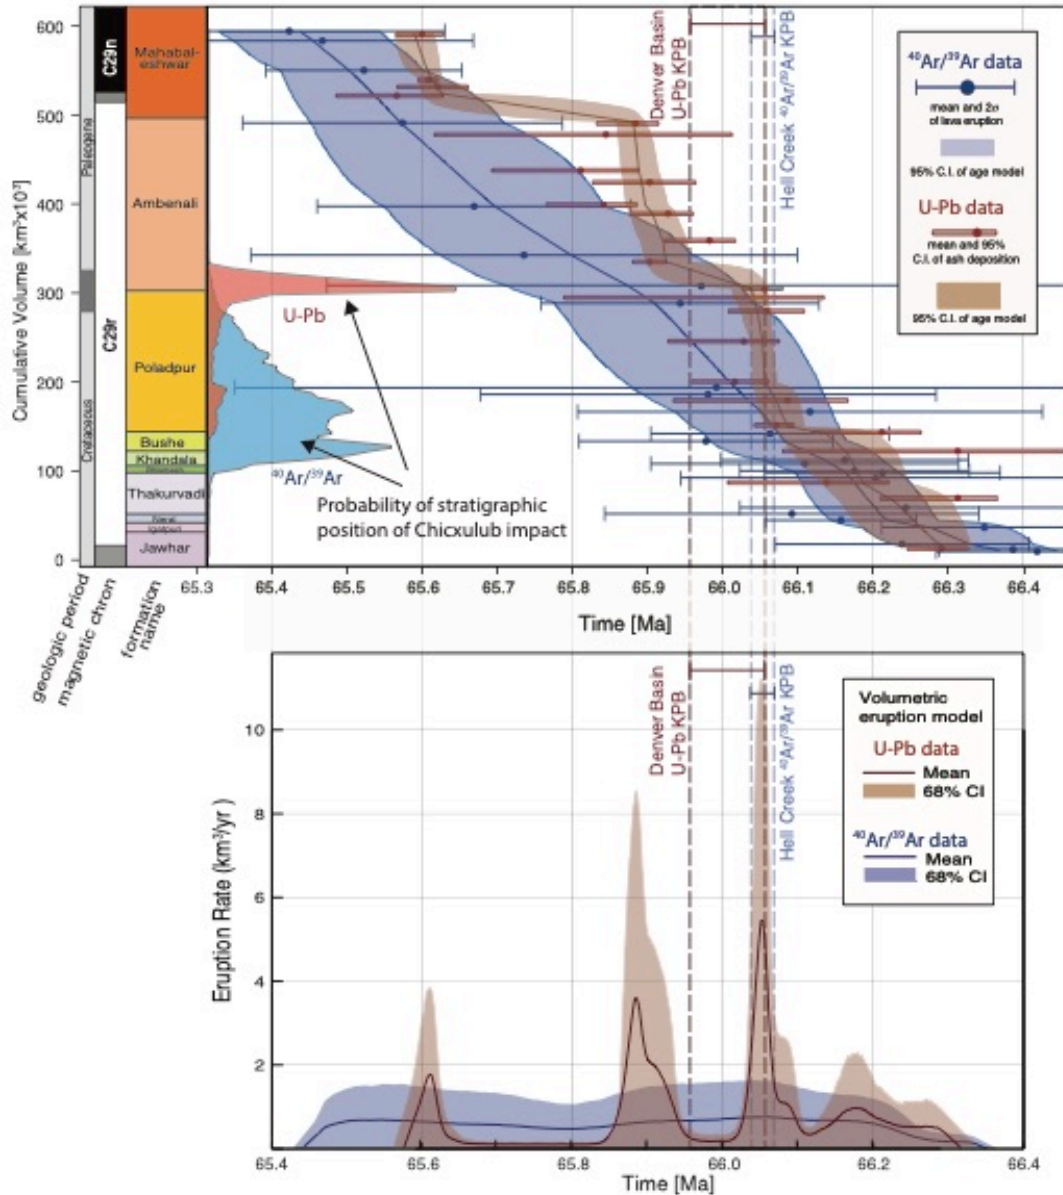 600
500
400
300
200
100
0
Cumulative Volume [km³x10⁻³]
Paleogene
Cretaceous
C29n
C29r
Mahabal-
eshwar
Ambenali
Poladpur
Bushe
Khandala
Thakurvadi
Neral
Igatpuri
Jawhar
geologic period
magnetic chron
formation
name
U-Pb
⁴⁰Ar/³⁹Ar
Probability of stratigraphic
position of Chicxulub impact
Denver Basin
U-Pb KPB
Hell Creek ⁴⁰Ar/³⁹Ar KPB
⁴⁰Ar/³⁹Ar data
mean and 2σ
of lava eruption
95% C.I. of age model
U-Pb data
mean and 95%
C.I. of ash deposition
95% C.I. of age model
65.3 65.4 65.5 65.6 65.7 65.8 65.9 66.0 66.1 66.2 66.3 66.4
Time [Ma]
10
8
6
4
2
Eruption Rate (km³/yr)
Denver Basin
U-Pb KPB
Hell Creek ⁴⁰Ar/³⁹Ar KPB
Volumetric
eruption model
U-Pb data
Mean
68% CI
⁴⁰Ar/³⁹Ar data
Mean
68% CI
65.4 65.6 65.8 66.0 66.2 66.4
Time [Ma]